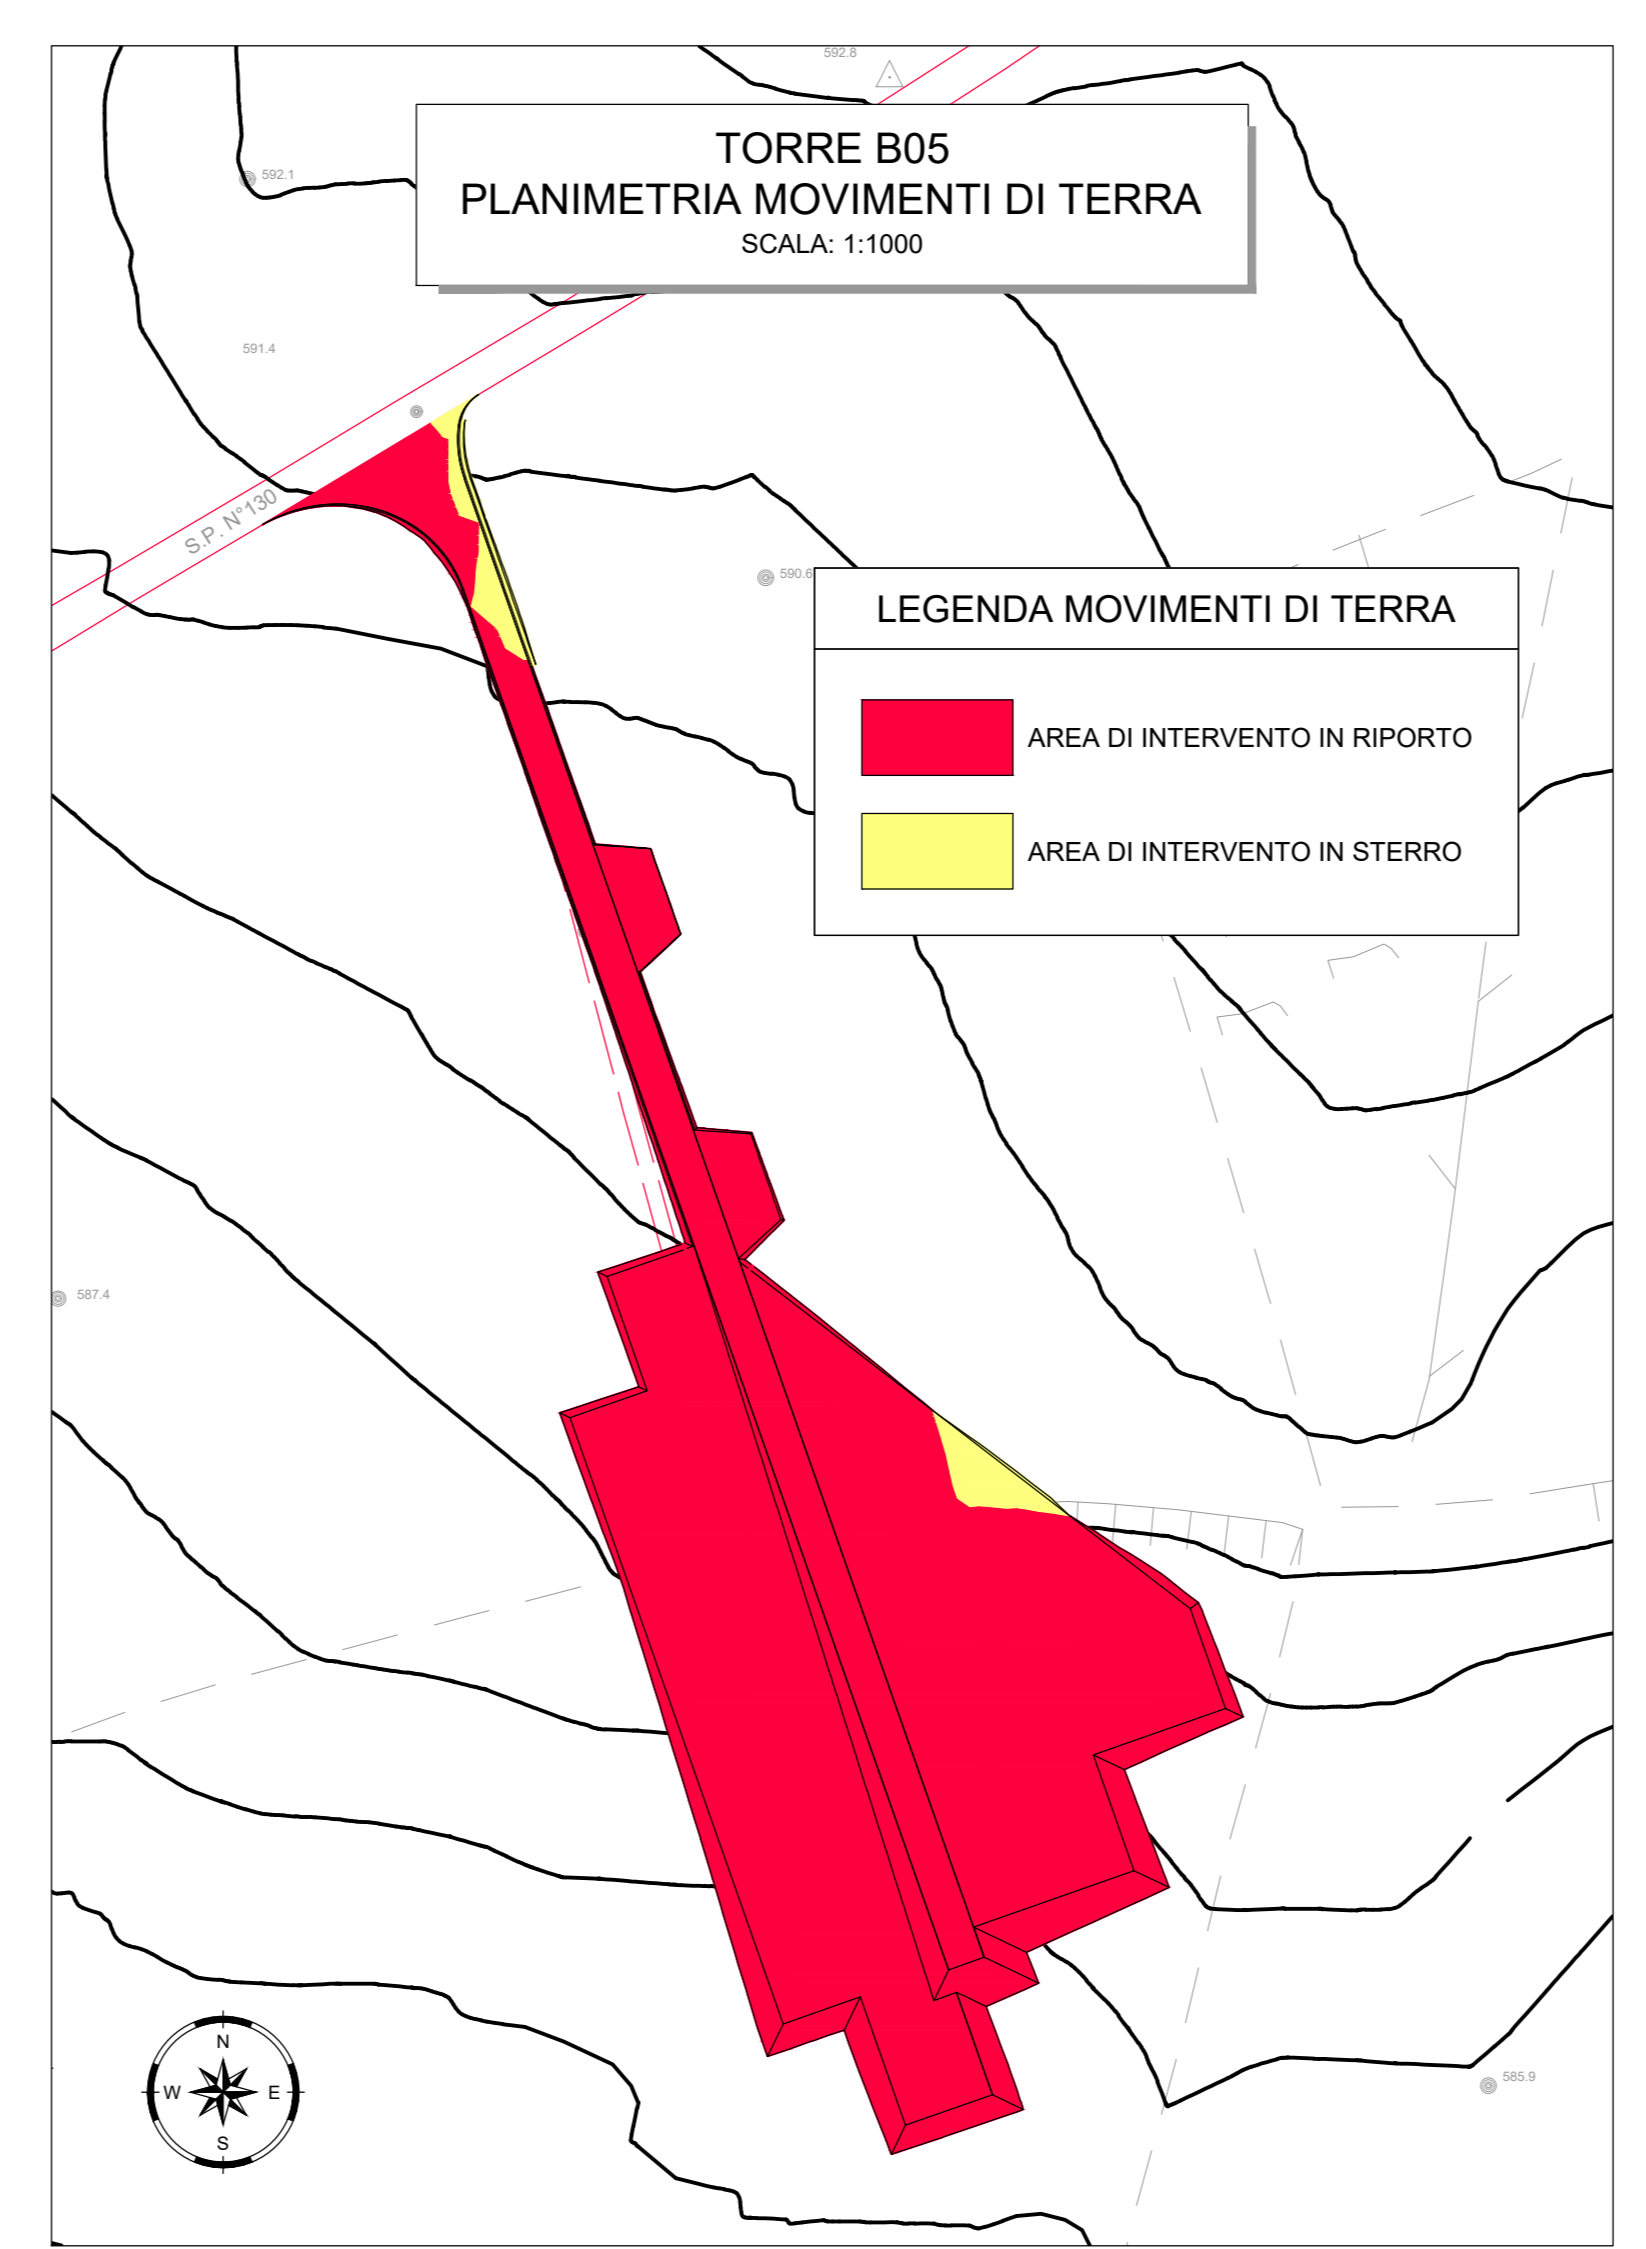 592.8
TORRE B05
PLANIMETRIA MOVIMENTI DI TERRA
SCALA: 1:1000
592.1
591.4
S.P. N°130
590.6
LEGENDA MOVIMENTI DI TERRA
AREA DI INTERVENTO IN RIPORTO
AREA DI INTERVENTO IN STERRO
587.4
N
W E
S
585.9